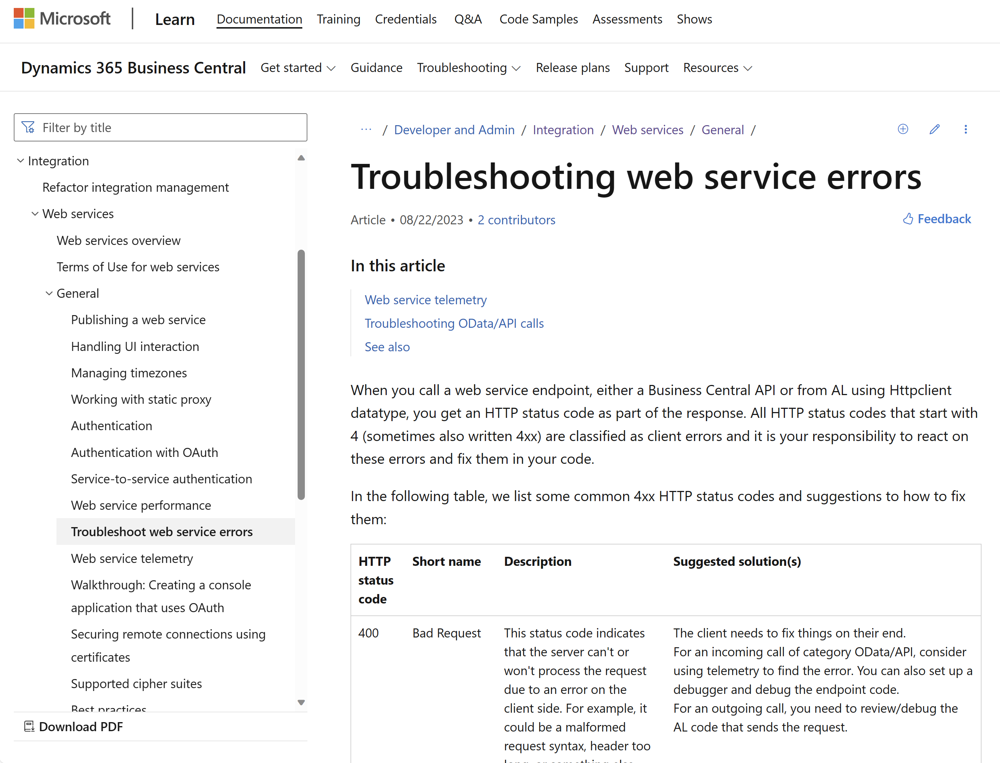 Microsoft
Learn
Documentation
Training
Credentials
Q&A
Code Samples
Assessments
Shows
Dynamics 365 Business Central
Get started
Guidance
Troubleshooting
Release plans
Support
Resources
Filter by title
Integration
Refactor integration management
Web services
Web services overview
Terms of Use for web services
General
Publishing a web service
Handling UI interaction
Managing timezones
Working with static proxy
Authentication
Authentication with OAuth
Service-to-service authentication
Web service performance
Troubleshoot web service errors
Web service telemetry
Walkthrough: Creating a console
application that uses OAuth
Securing remote connections using
certificates
Supported cipher suites
Best practices
Download PDF
··· / Developer and Admin / Integration / Web services / General /
Troubleshooting web service errors
Article • 08/22/2023 • 2 contributors
Feedback
In this article
Web service telemetry
Troubleshooting OData/API calls
See also
When you call a web service endpoint, either a Business Central API or from AL using Httpclient
datatype, you get an HTTP status code as part of the response. All HTTP status codes that start with
4 (sometimes also written 4xx) are classified as client errors and it is your responsibility to react on
these errors and fix them in your code.
In the following table, we list some common 4xx HTTP status codes and suggestions to how to fix
them:
HTTP
status
code
Short name
Description
Suggested solution(s)
400
Bad Request
This status code indicates
that the server can't or
won't process the request
due to an error on the
client side. For example, it
could be a malformed
request syntax, header too
long, or something else
The client needs to fix things on their end.
For an incoming call of category OData/API, consider
using telemetry to find the error. You can also set up a
debugger and debug the endpoint code.
For an outgoing call, you need to review/debug the
AL code that sends the request.